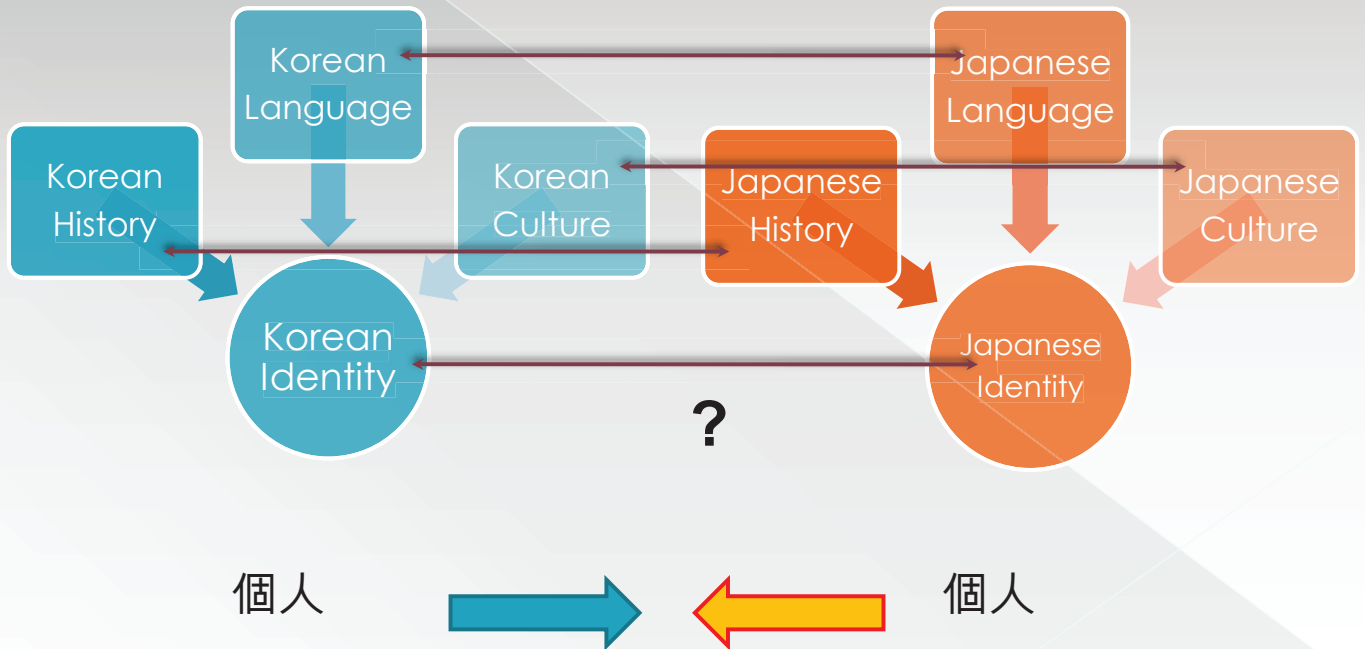 Korean
Language
Japanese
Language
Korean
History
Korean
Culture
Japanese
History
Japanese
Culture
Korean
Identity
Japanese
Identity
?
個人
個人